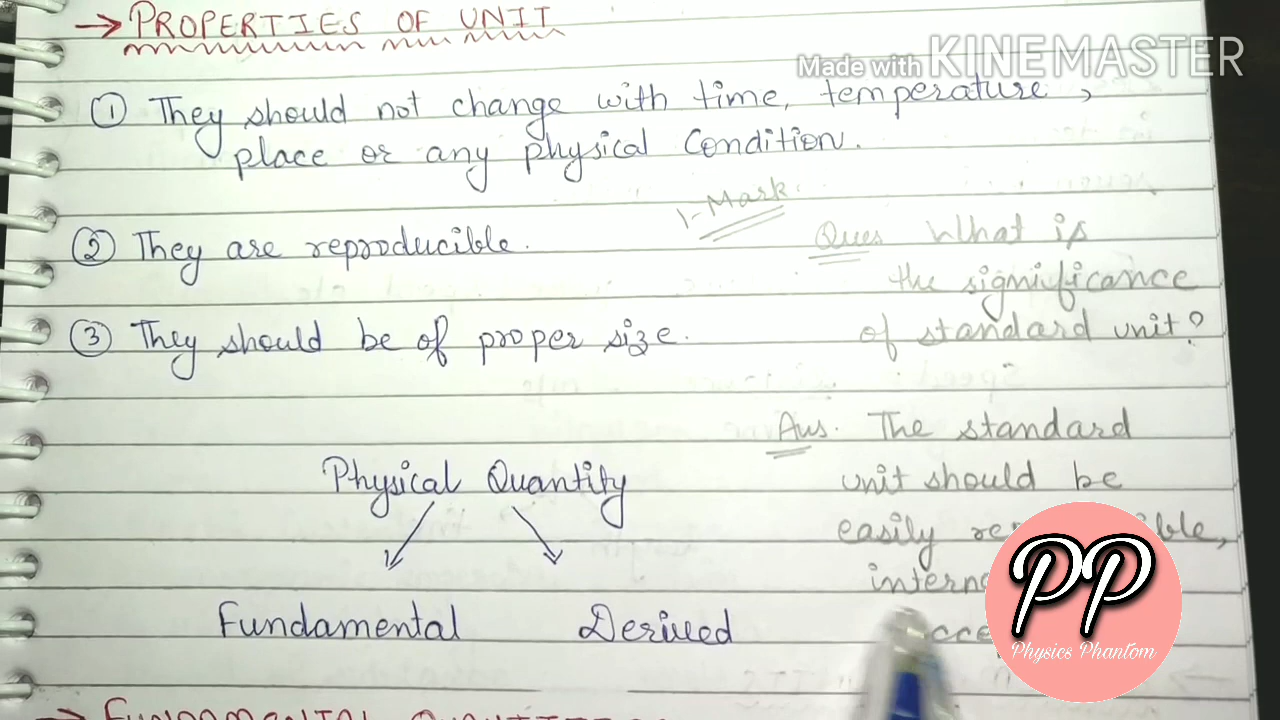 → PROPERTIES OF UNIT
Made with KINEMASTER
① They should not change with time, temperature,
place or any physical condition.
1-Mark
② They are reproducible.
Ques What is
the significance
③ They should be of proper size.
of standard unit?
Ans. The standard
Physical Quantity
unit should be
easily
Fundamental Derived
PP
Physics Phantom
→ FUNDAMENTAL